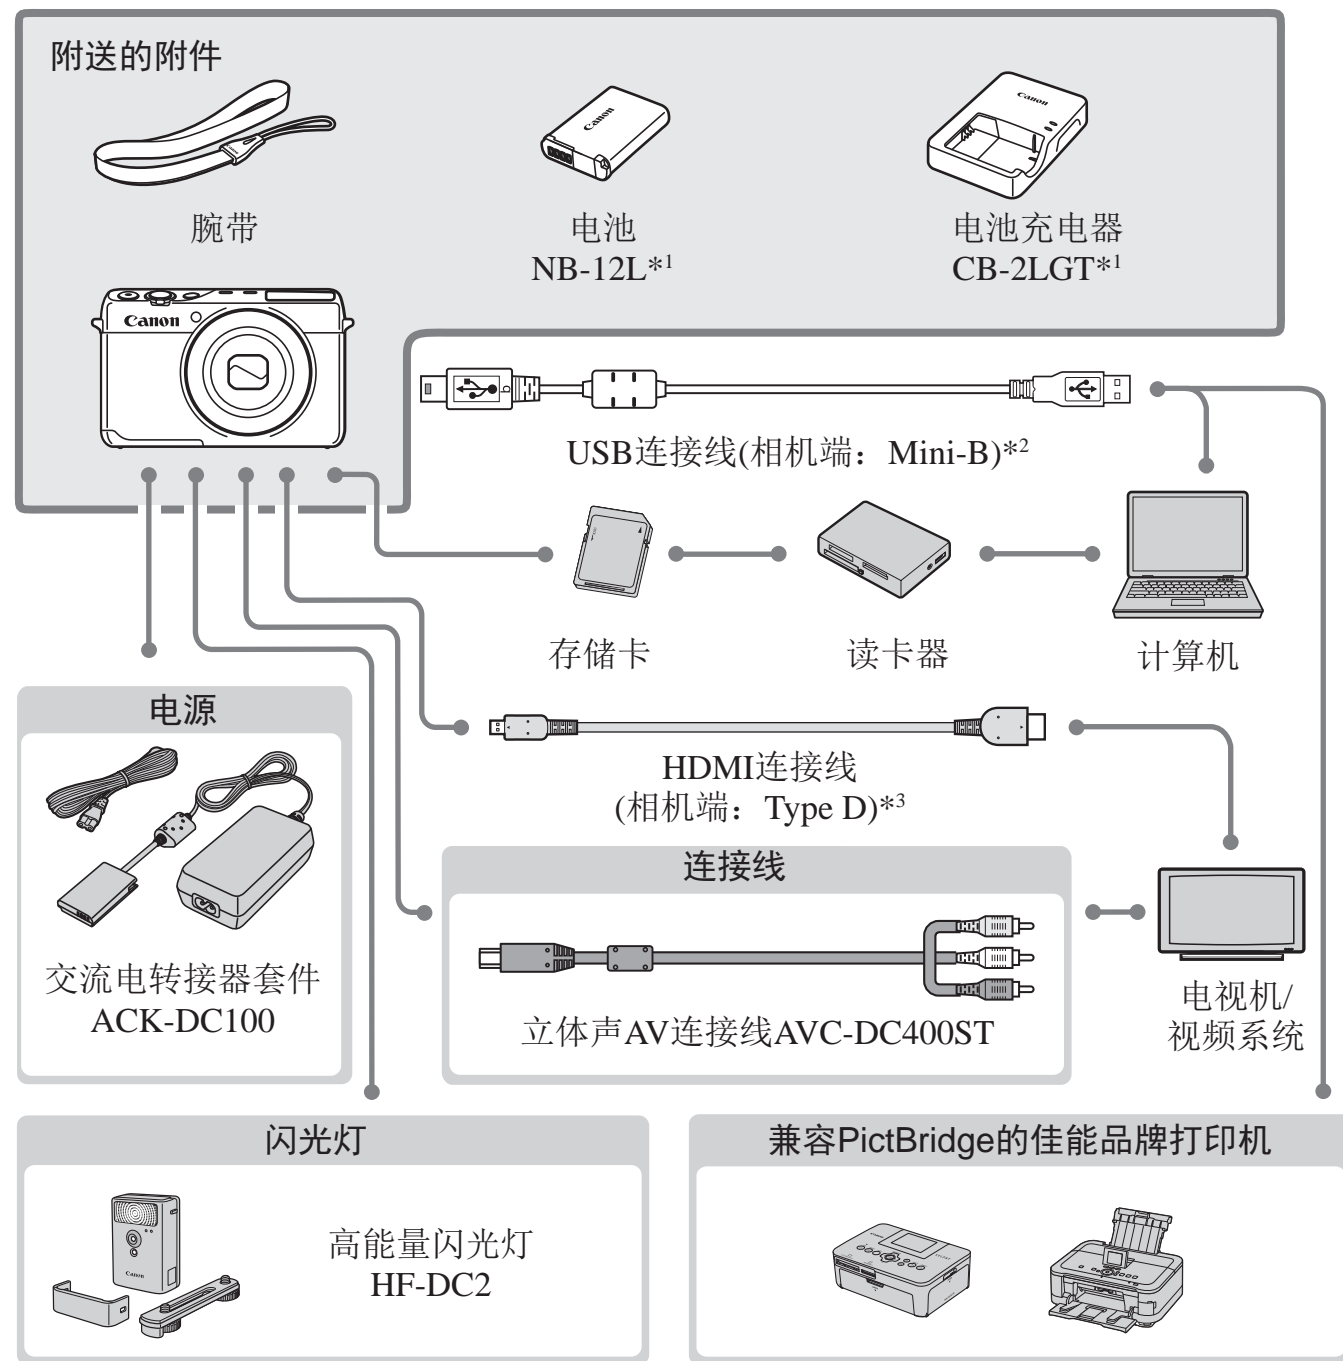 附送的附件
Canon
Canon
腕带
电池
NB-12L*1
电池充电器
CB-2LGT*1
Canon
USB连接线(相机端：Mini-B)*2
存储卡
读卡器
计算机
电源
HDMI连接线
(相机端：Type D)*3
连接线
交流电转接器套件
ACK-DC100
立体声AV连接线AVC-DC400ST
电视机/
视频系统
闪光灯
兼容PictBridge的佳能品牌打印机
Canon
高能量闪光灯
HF-DC2